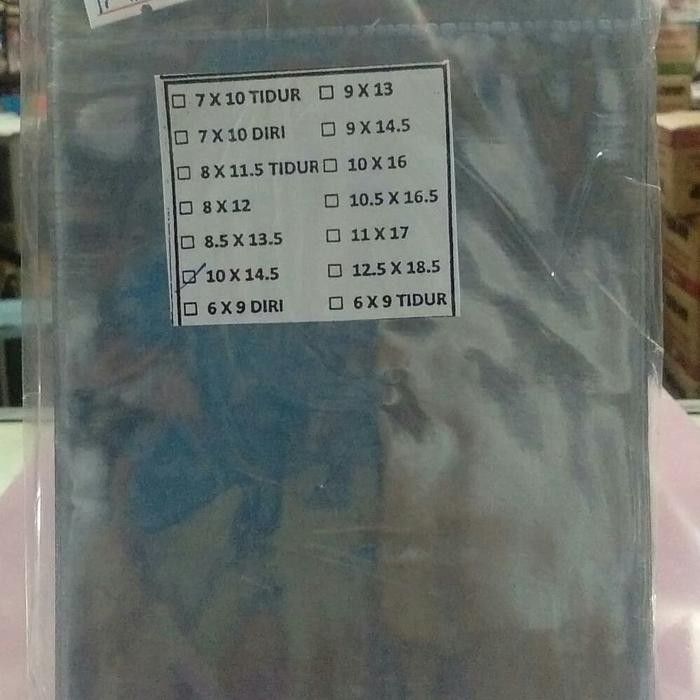 ☐ 7 X 10 TIDUR ☐ 9 X 13
☐ 7 X 10 DIRI ☐ 9 X 14.5
☐ 8 X 11.5 TIDUR ☐ 10 X 16
☐ 8 X 12 ☐ 10.5 X 16.5
☐ 8.5 X 13.5 ☐ 11 X 17
☑ 10 X 14.5 ☐ 12.5 X 18.5
☐ 6 X 9 DIRI ☐ 6 X 9 TIDUR